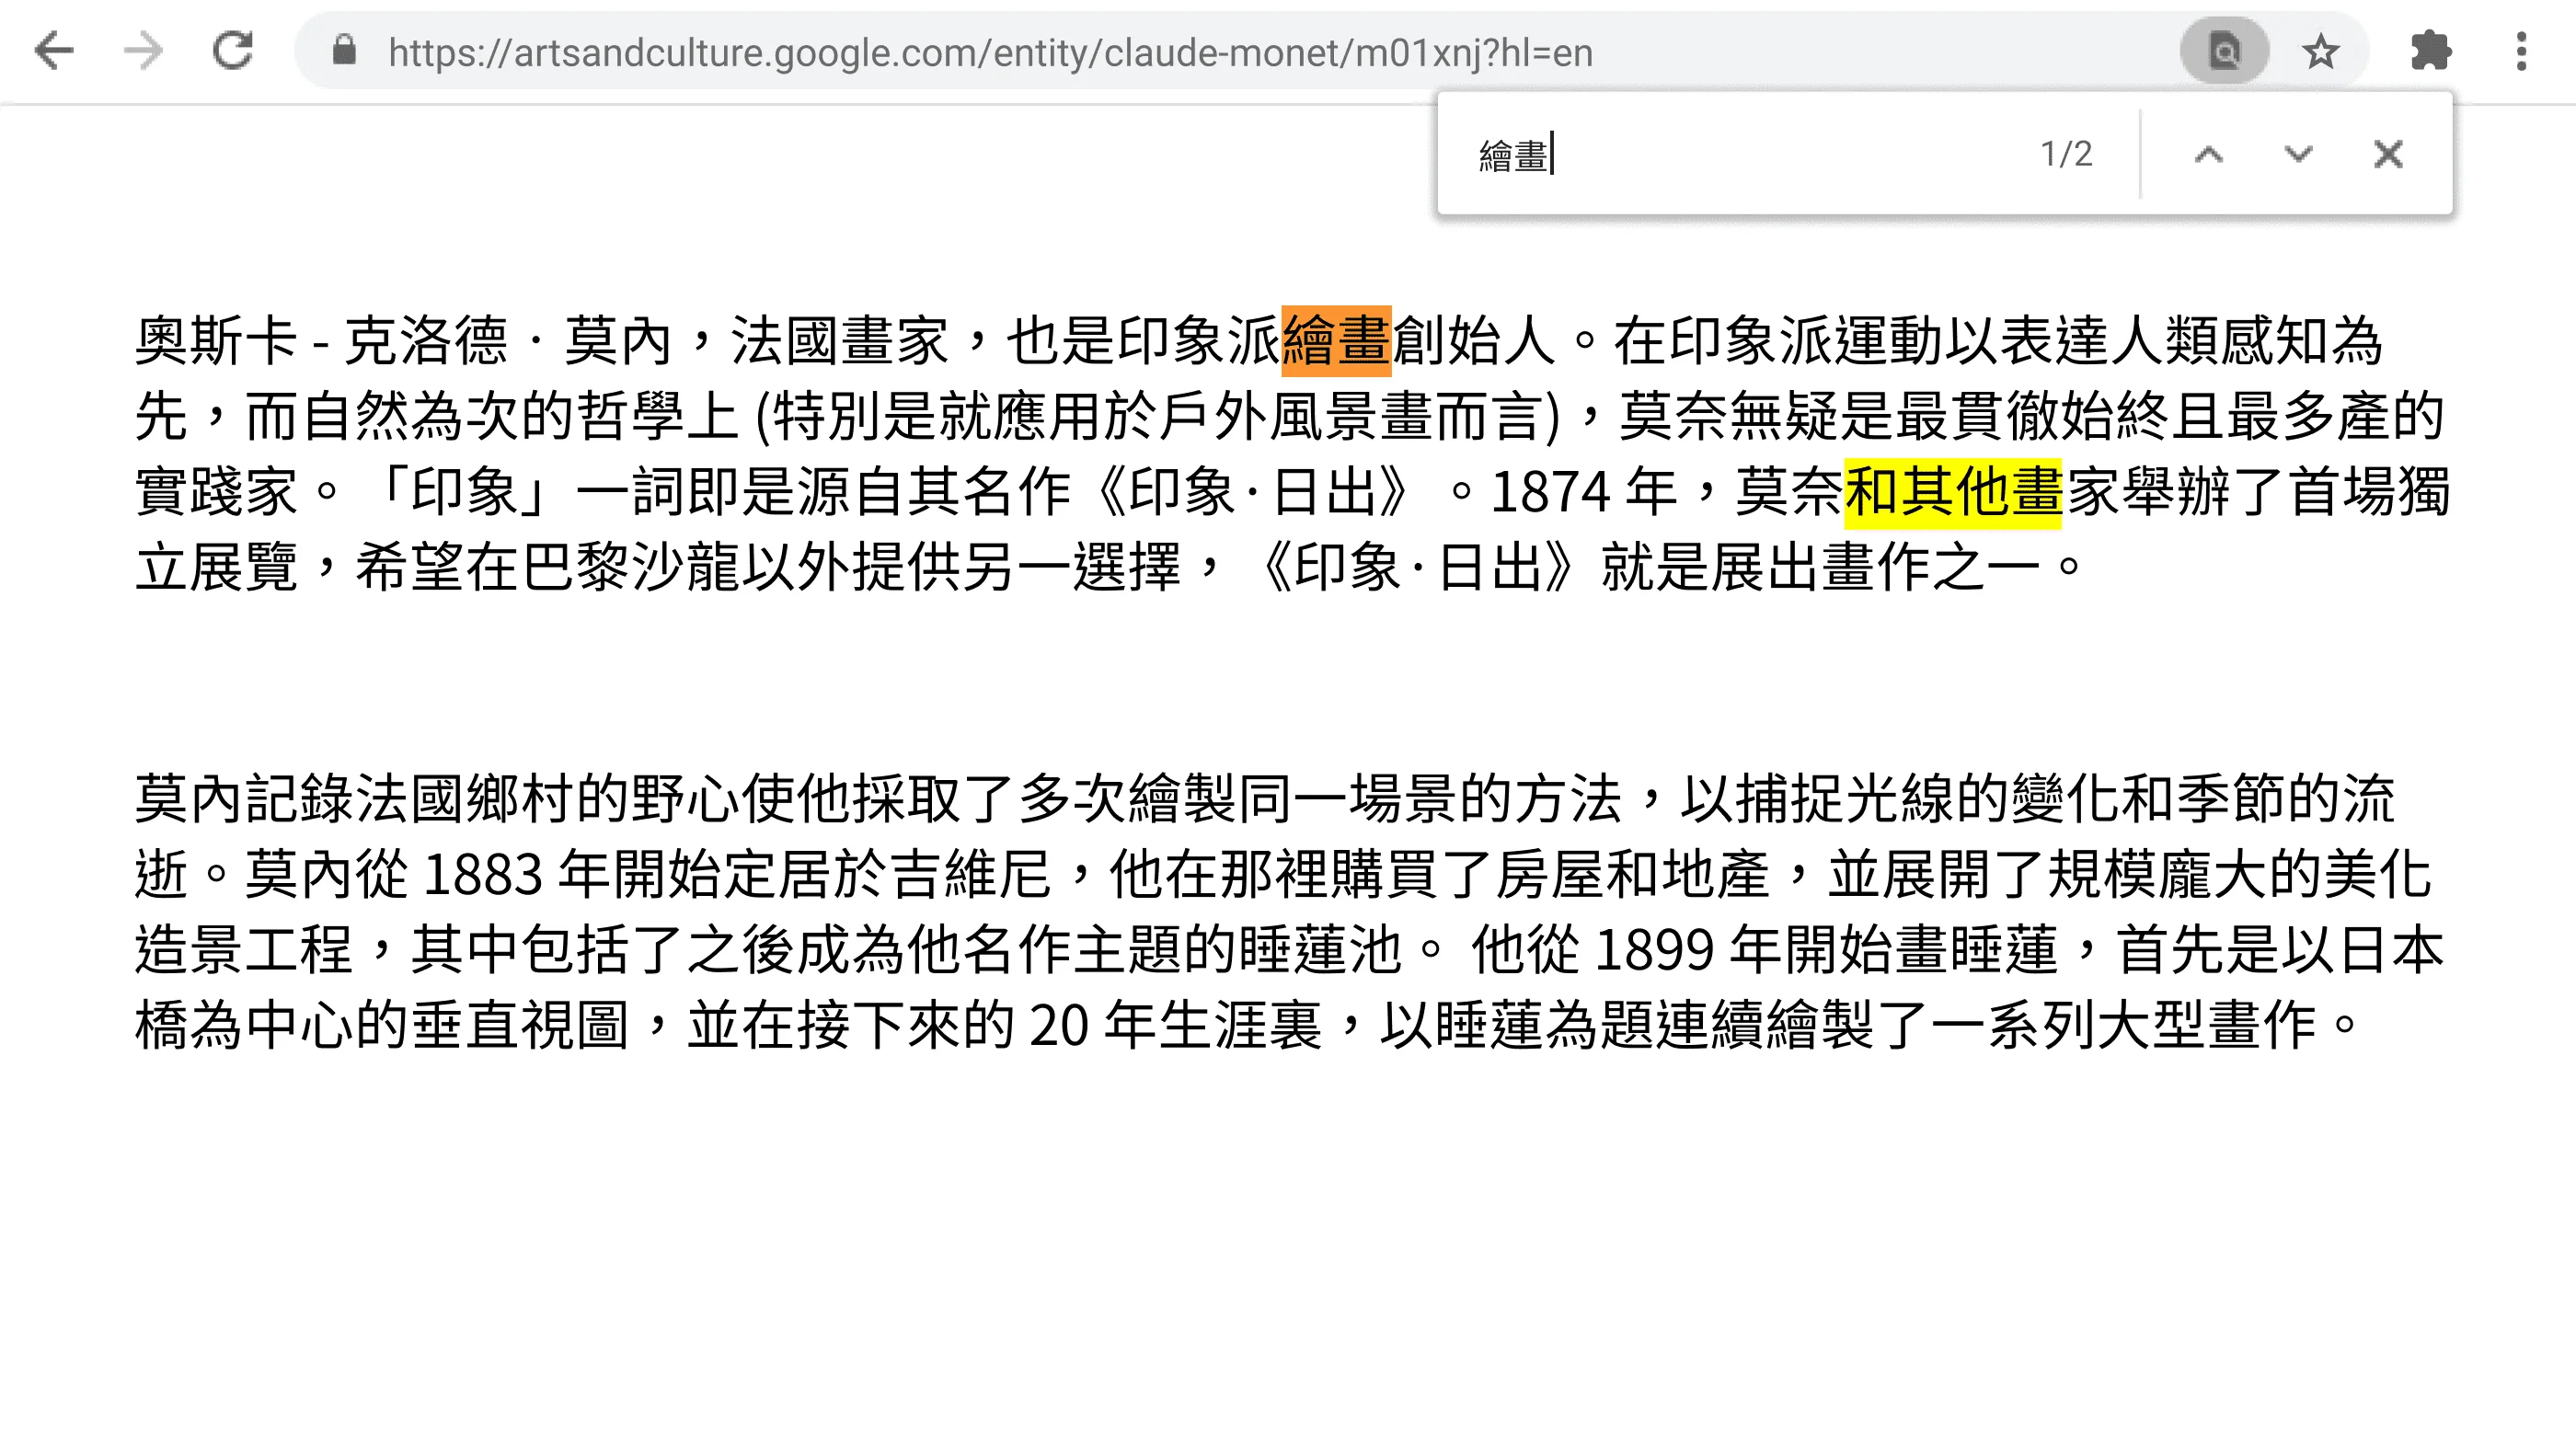 https://artsandculture.google.com/entity/claude-monet/m01xnj?hl=en
繪畫
1/2
奧斯卡 - 克洛德 · 莫內，法國畫家，也是印象派繪畫創始人。在印象派運動以表達人類感知為
先，而自然為次的哲學上 (特別是就應用於戶外風景畫而言)，莫奈無疑是最貫徹始終且最多產的
實踐家。「印象」一詞即是源自其名作《印象·日出》。1874 年，莫奈和其他畫家舉辦了首場獨
立展覽，希望在巴黎沙龍以外提供另一選擇，《印象·日出》就是展出畫作之一。
莫內記錄法國鄉村的野心使他採取了多次繪製同一場景的方法，以捕捉光線的變化和季節的流
逝。莫內從 1883 年開始定居於吉維尼，他在那裡購買了房屋和地產，並展開了規模龐大的美化
造景工程，其中包括了之後成為他名作主題的睡蓮池。 他從 1899 年開始畫睡蓮，首先是以日本
橋為中心的垂直視圖，並在接下來的 20 年生涯裏，以睡蓮為題連續繪製了一系列大型畫作。